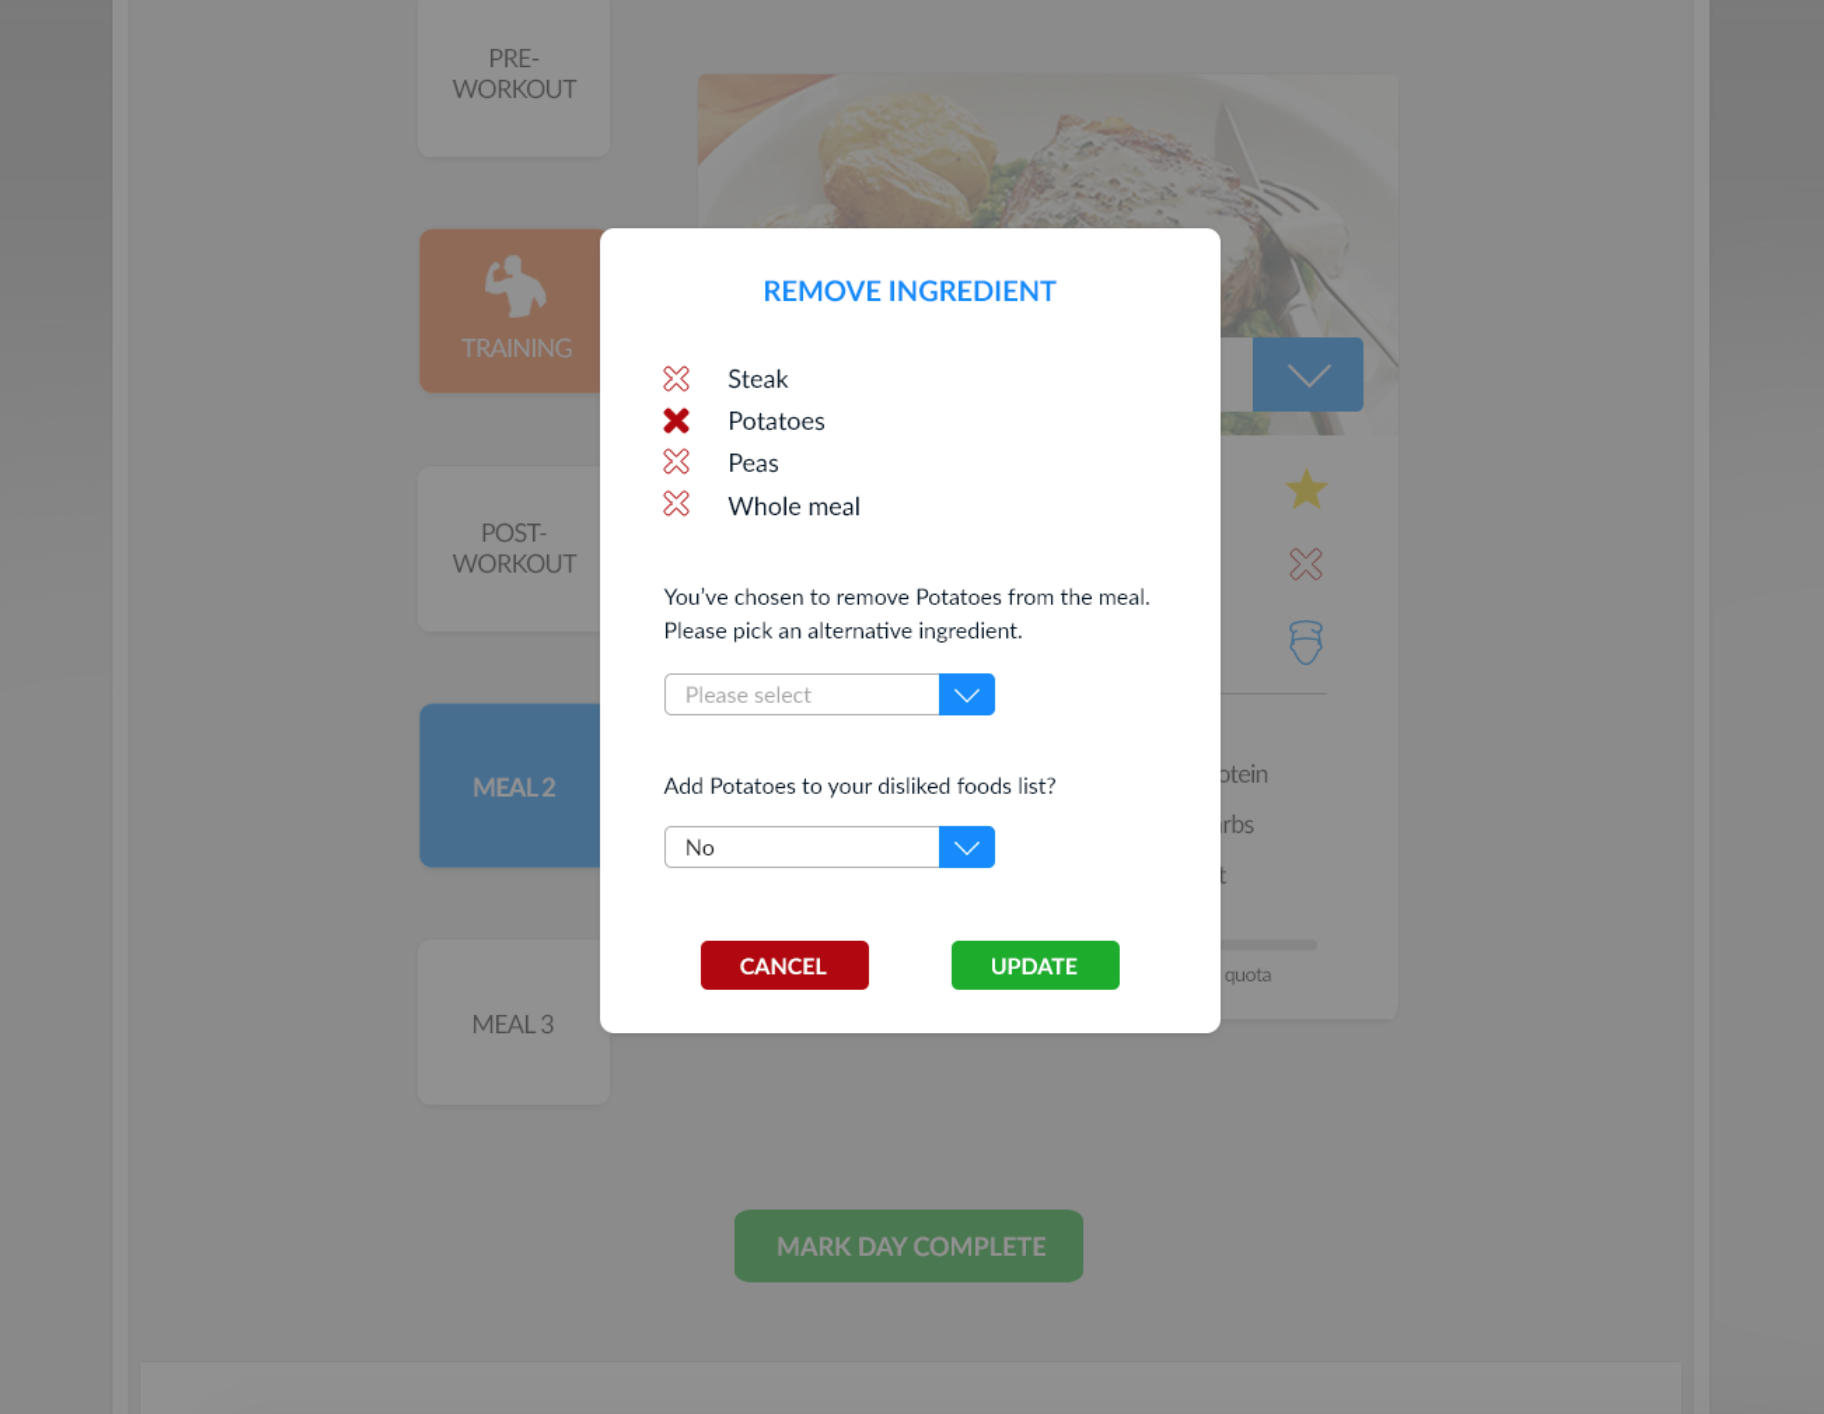 PRE-
WORKOUT
TRAINING
POST-
WORKOUT
MEAL 2
MEAL 3
REMOVE INGREDIENT
Steak
Potatoes
Peas
Whole meal
You've chosen to remove Potatoes from the meal.
Please pick an alternative ingredient.
Please select
Add Potatoes to your disliked foods list?
No
CANCEL
UPDATE
quota
MARK DAY COMPLETE